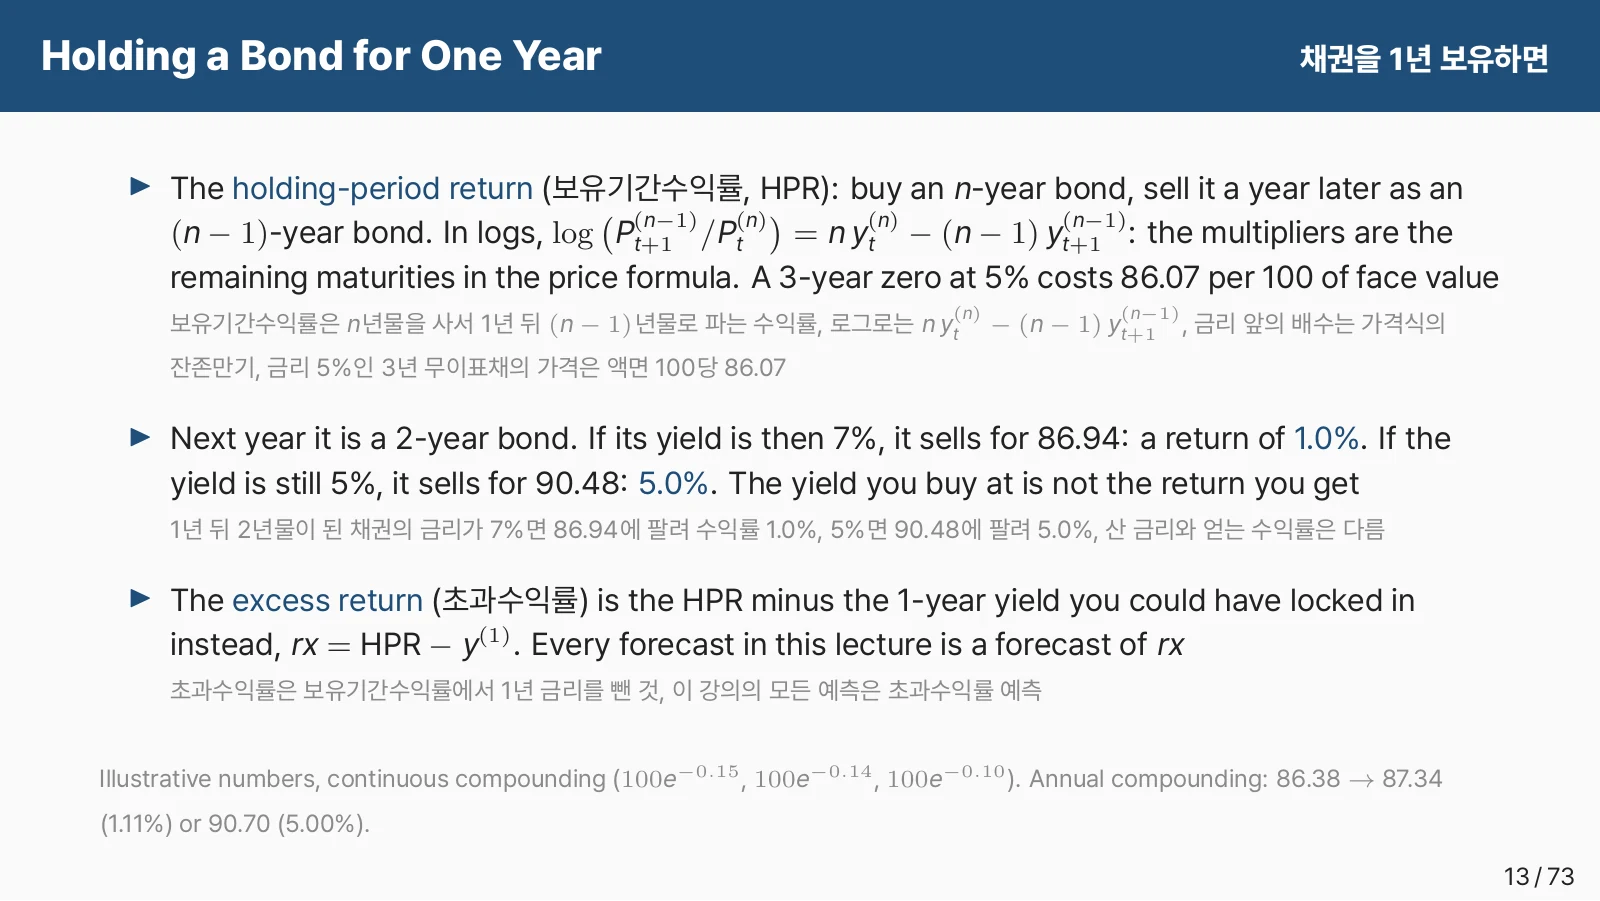 Holding a Bond for One Year
채권을 1년 보유하면
▶ The holding-period return (보유기간수익률, HPR): buy an n-year bond, sell it a year later as an
(n − 1)-year bond. In logs, log (P_{t+1}^{(n−1)}/P_t^{(n)}) = n y_t^{(n)} − (n − 1) y_{t+1}^{(n−1)}: the multipliers are the
remaining maturities in the price formula. A 3-year zero at 5% costs 86.07 per 100 of face value
보유기간수익률은 n년물을 사서 1년 뒤 (n − 1)년물로 파는 수익률, 로그로는 n y_t^{(n)} − (n − 1) y_{t+1}^{(n−1)}, 금리 앞의 배수는 가격식의
잔존만기, 금리 5%인 3년 무이표채의 가격은 액면 100당 86.07
▶ Next year it is a 2-year bond. If its yield is then 7%, it sells for 86.94: a return of 1.0%. If the
yield is still 5%, it sells for 90.48: 5.0%. The yield you buy at is not the return you get
1년 뒤 2년물이 된 채권의 금리가 7%면 86.94에 팔려 수익률 1.0%, 5%면 90.48에 팔려 5.0%, 산 금리와 얻는 수익률은 다름
▶ The excess return (초과수익률) is the HPR minus the 1-year yield you could have locked in
instead, rx = HPR − y^{(1)}. Every forecast in this lecture is a forecast of rx
초과수익률은 보유기간수익률에서 1년 금리를 뺀 것, 이 강의의 모든 예측은 초과수익률 예측
Illustrative numbers, continuous compounding (100e^{−0.15}, 100e^{−0.14}, 100e^{−0.10}). Annual compounding: 86.38 → 87.34
(1.11%) or 90.70 (5.00%).
13 / 73